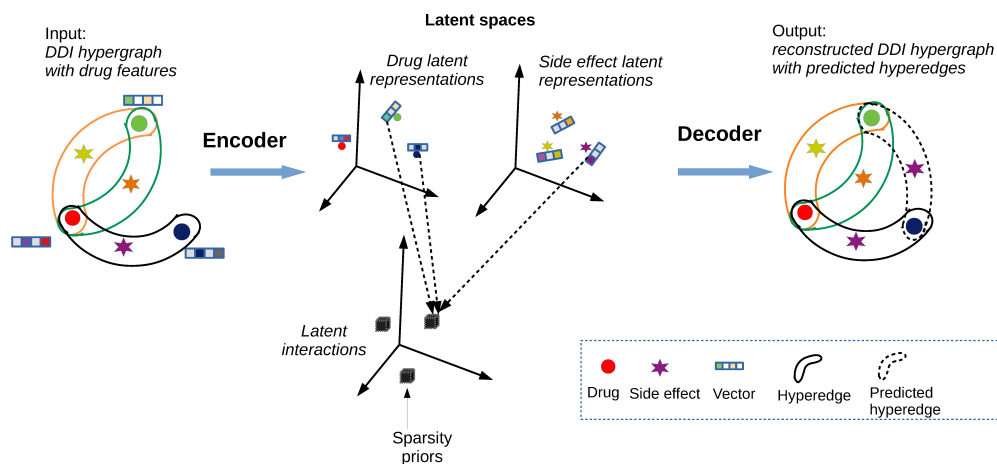 Input:
DDI hypergraph
with drug features
Encoder
Latent spaces
Drug latent
representations
Side effect latent
representations
Latent
interactions
Sparsity
priors
Decoder
Output:
reconstructed DDI hypergraph
with predicted hyperedges
Drug
Side effect
Vector
Hyperedge
Predicted
hyperedge